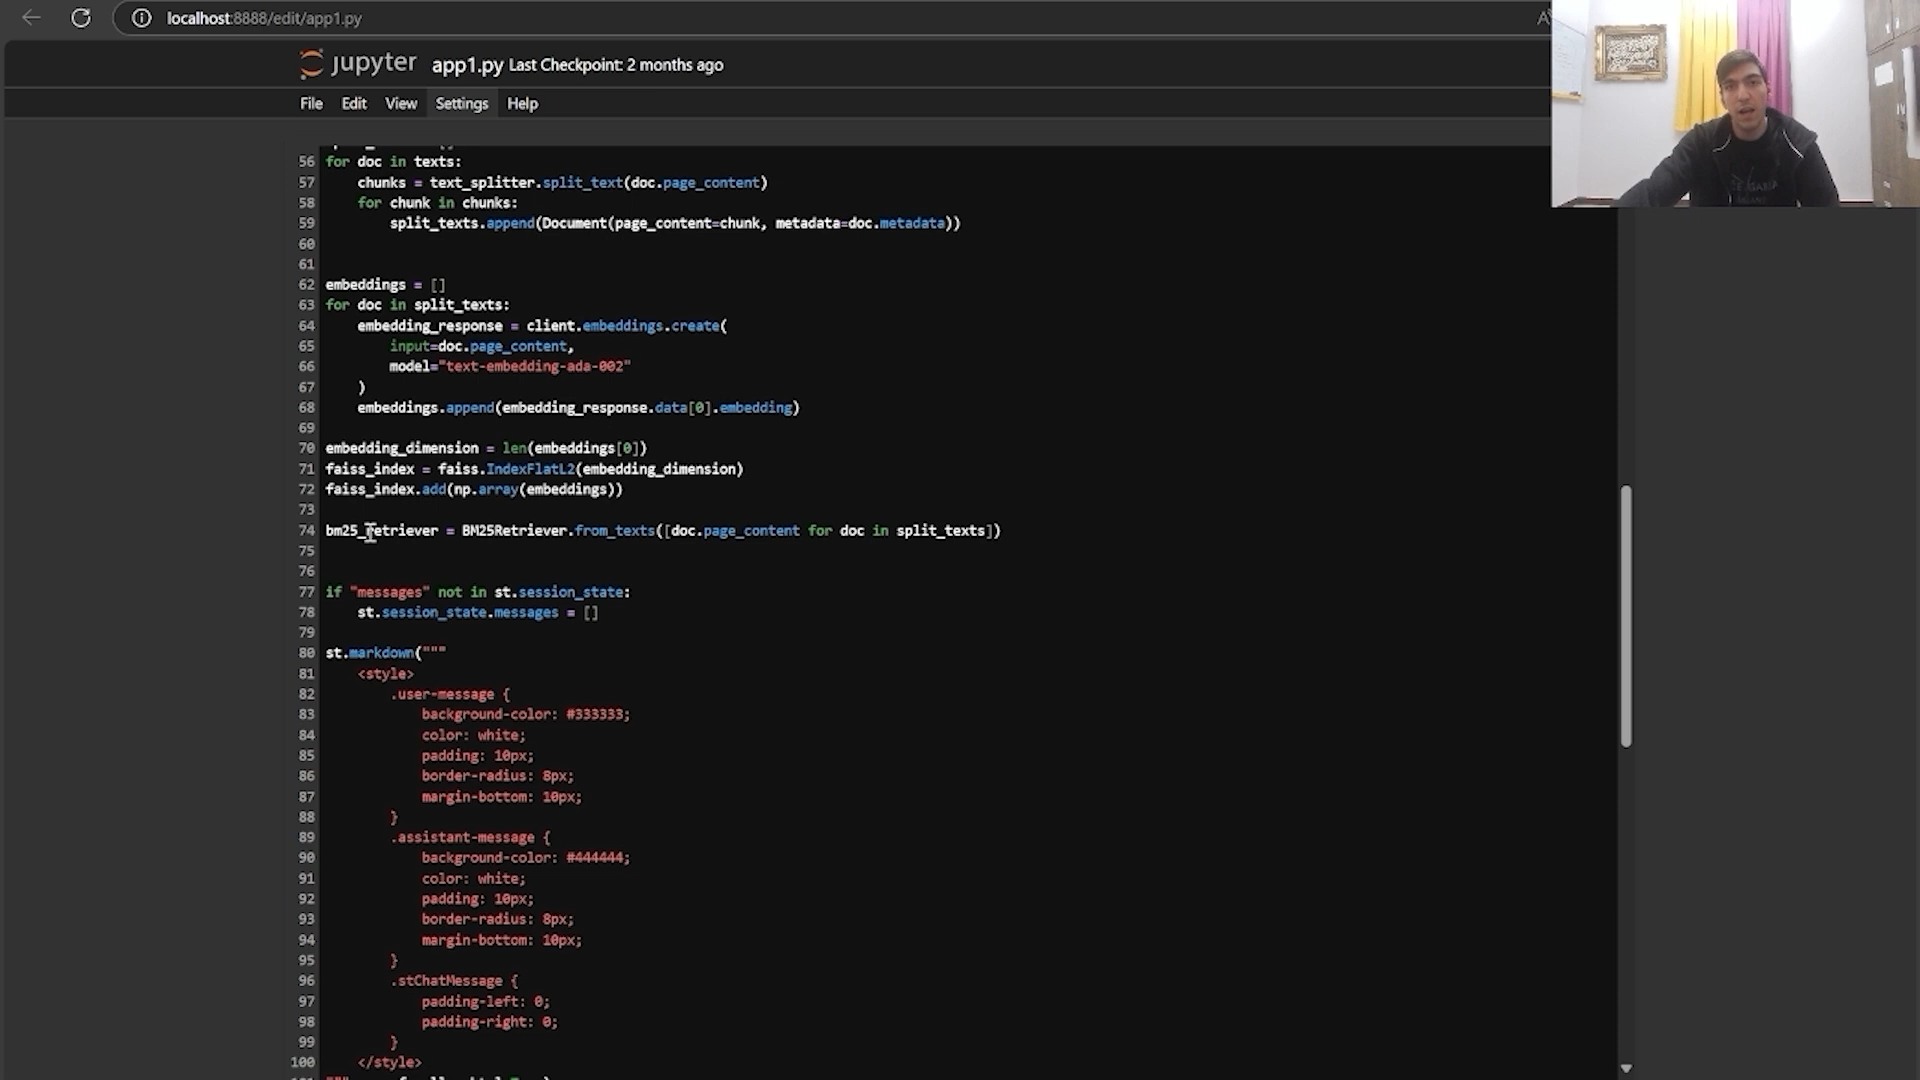 localhost:8888/edit/app1.py
jupyter app1.py Last Checkpoint: 2 months ago
File Edit View Settings Help
56 for doc in texts:
57 chunks = text_splitter.split_text(doc.page_content)
58 for chunk in chunks:
59 split_texts.append(Document(page_content=chunk, metadata=doc.metadata))
60
61
62 embeddings = []
63 for doc in split_texts:
64 embedding_response = client.embeddings.create(
65 input=doc.page_content,
66 model="text-embedding-ada-002"
67 )
68 embeddings.append(embedding_response.data[0].embedding)
69
70 embedding_dimension = len(embeddings[0])
71 faiss_index = faiss.IndexFlatL2(embedding_dimension)
72 faiss_index.add(np.array(embeddings))
73
74 bm25_retriever = BM25Retriever.from_texts([doc.page_content for doc in split_texts])
75
76
77 if "messages" not in st.session_state:
78 st.session_state.messages = []
79
80 st.markdown("""
81 <style>
82 .user-message {
83 background-color: #333333;
84 color: white;
85 padding: 10px;
86 border-radius: 8px;
87 margin-bottom: 10px;
88 }
89 .assistant-message {
90 background-color: #444444;
91 color: white;
92 padding: 10px;
93 border-radius: 8px;
94 margin-bottom: 10px;
95 }
96 .stChatMessage {
97 padding-left: 0;
98 padding-right: 0;
99 }
100 </style>